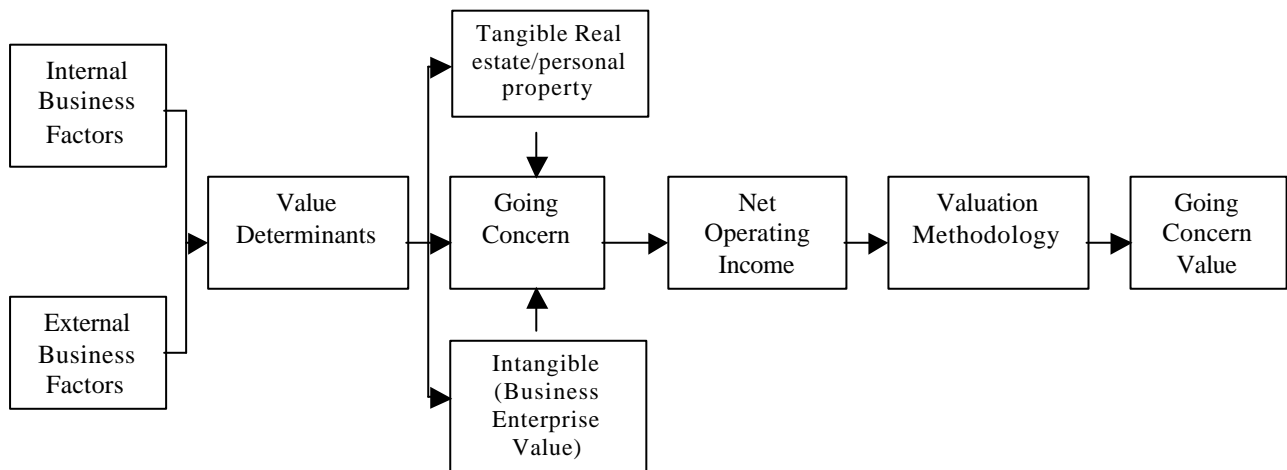 Internal
Business
Factors
External
Business
Factors
Value
Determinants
Tangible Real
estate/personal
property
Going
Concern
Intangible
(Business
Enterprise
Value)
Net
Operating
Income
Valuation
Methodology
Going
Concern
Value